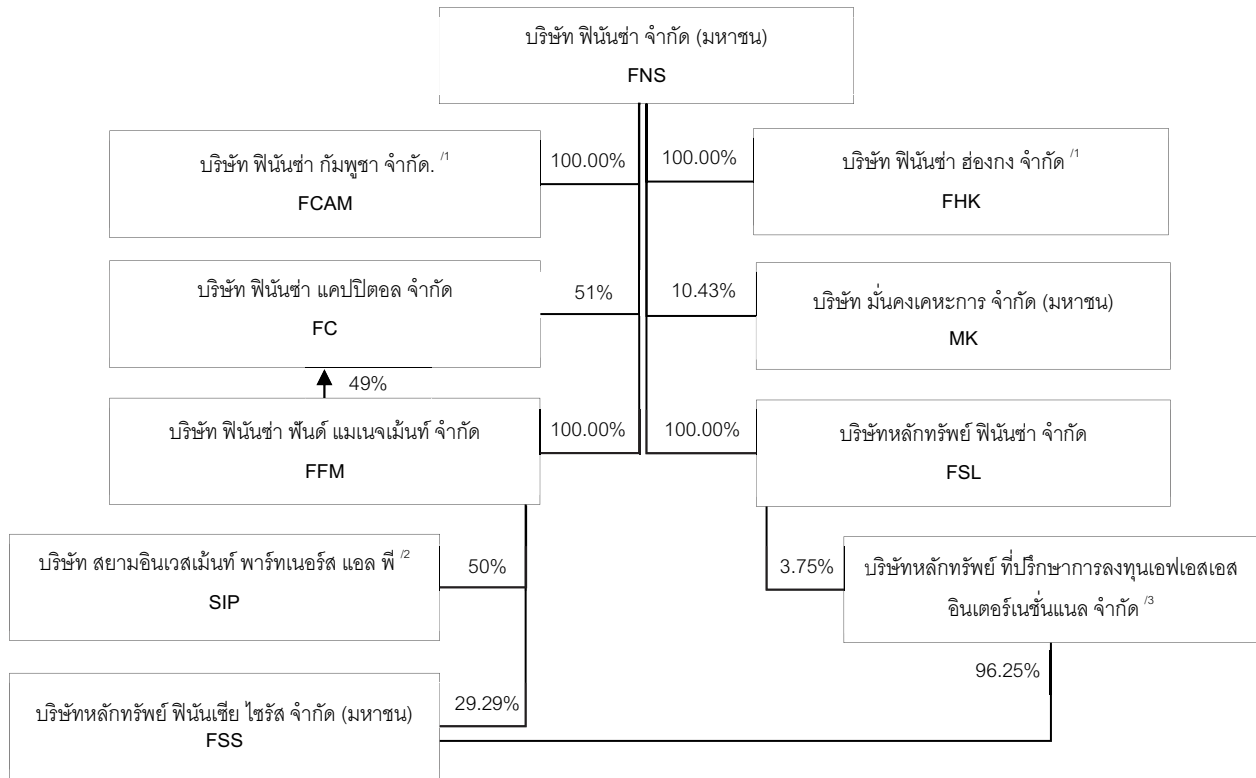 บริษัท ฟินันซ่า จำกัด (มหาชน)
FNS
บริษัท ฟินันซ่า กัมพูชา จำกัด. /1
FCAM
100.00%
100.00%
บริษัท ฟินันซ่า ฮ่องกง จำกัด /1
FHK
บริษัท ฟินันซ่า แคปปิตอล จำกัด
FC
51%
10.43%
บริษัท มั่นคงเคหะการ จำกัด (มหาชน)
MK
49%
บริษัท ฟินันซ่า ฟันด์ แมเนจเม้นท์ จำกัด
FFM
100.00%
100.00%
บริษัทหลักทรัพย์ ฟินันซ่า จำกัด
FSL
บริษัท สยามอินเวสเม้นท์ พาร์ทเนอร์ส แอล พี /2
SIP
50%
3.75%
บริษัทหลักทรัพย์ ที่ปรึกษาการลงทุนเอฟเอสเอส
อินเตอร์เนชั่นแนล จำกัด /3
96.25%
บริษัทหลักทรัพย์ ฟินันเซีย ไซรัส จำกัด (มหาชน)
FSS
29.29%